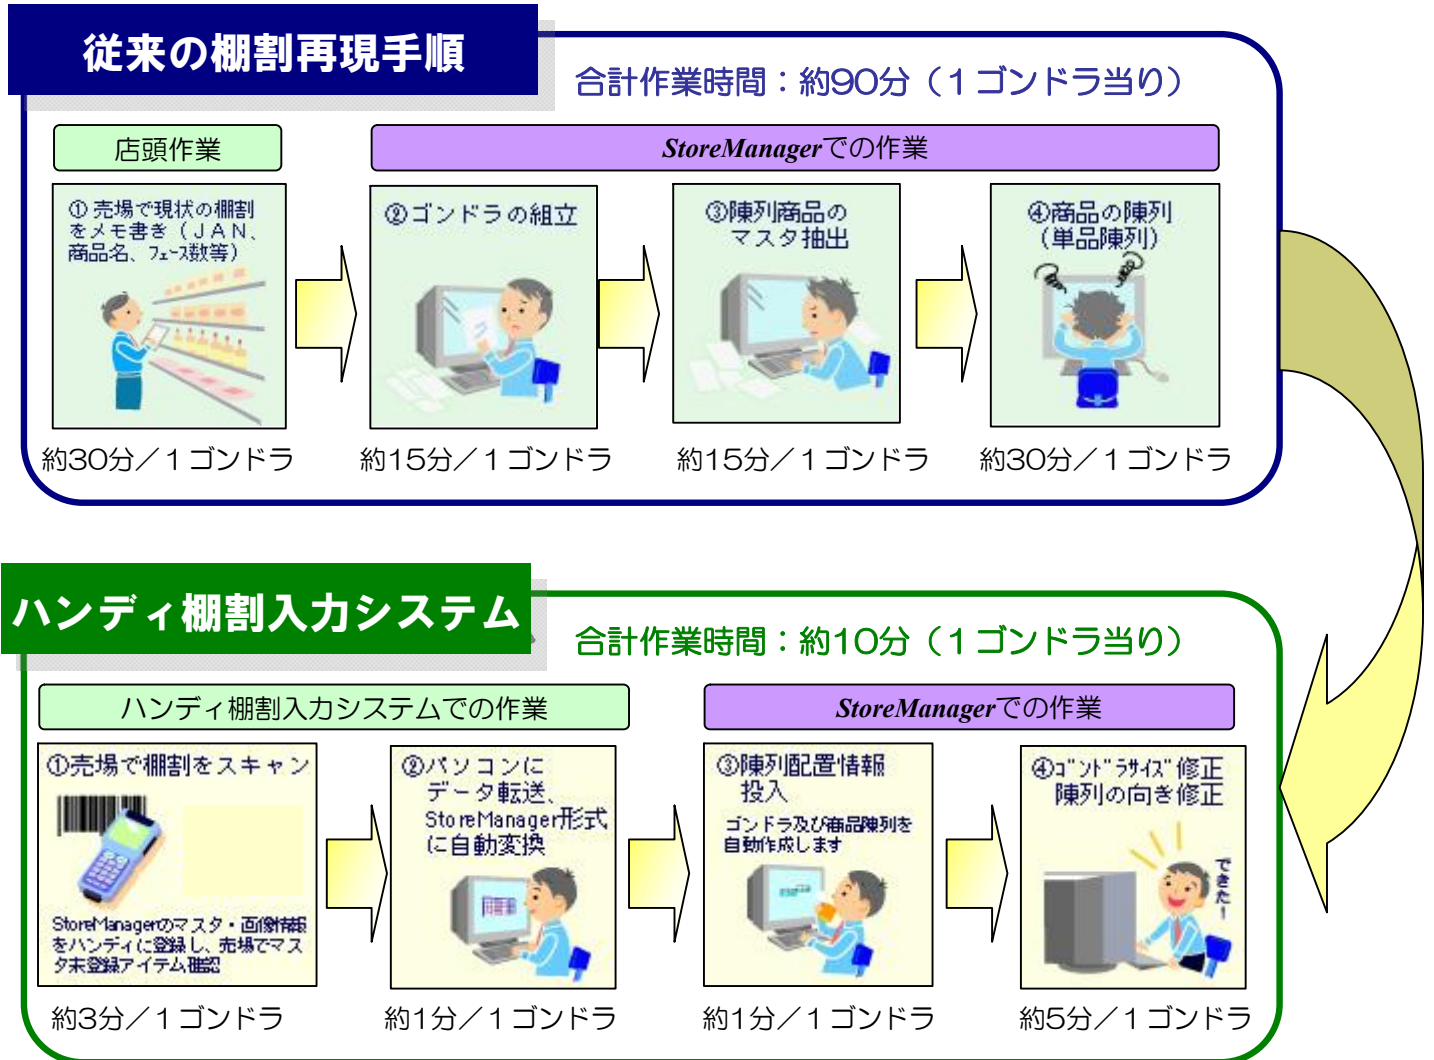 従来の棚割再現手順
合計作業時間：約90分（１ゴンドラ当り）
店頭作業
StoreManagerでの作業
①売場で現状の棚割
をメモ書き（ＪＡＮ、
商品名、ﾌｪｰｽ数等）
②ゴンドラの組立
③陳列商品の
マスタ抽出
④商品の陳列
（単品陳列）
約30分／１ゴンドラ
約15分／１ゴンドラ
約15分／１ゴンドラ
約30分／１ゴンドラ
ハンディ棚割入力システム
合計作業時間：約10分（１ゴンドラ当り）
ハンディ棚割入力システムでの作業
StoreManagerでの作業
①売場で棚割をスキャン
StoreManagerのマスタ・画像情報
をハンディに登録し、売場でマス
タ未登録アイテム確認
②パソコンに
データ転送、
StoreManager形式
に自動変換
③陳列配置情報
投入
ゴンドラ及び商品陳列を
自動作成します
④ｺﾞﾝﾄﾞﾗｻｲｽﾞ修正
陳列の向き修正
できた！
約3分／１ゴンドラ
約1分／１ゴンドラ
約1分／１ゴンドラ
約5分／１ゴンドラ